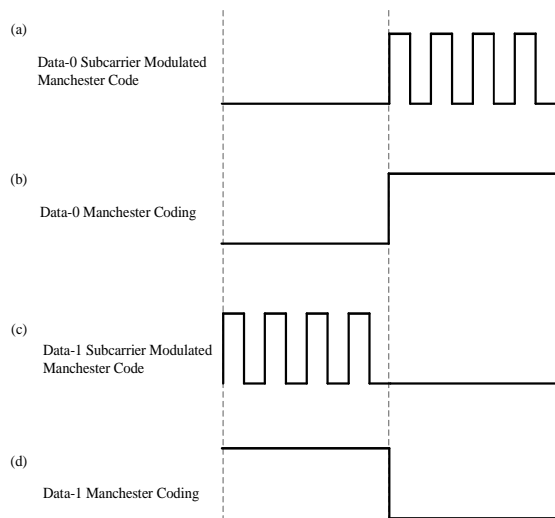 (a)
Data-0 Subcarrier Modulated
Manchester Code
(b)
Data-0 Manchester Coding
(c)
Data-1 Subcarrier Modulated
Manchester Code
(d)
Data-1 Manchester Coding